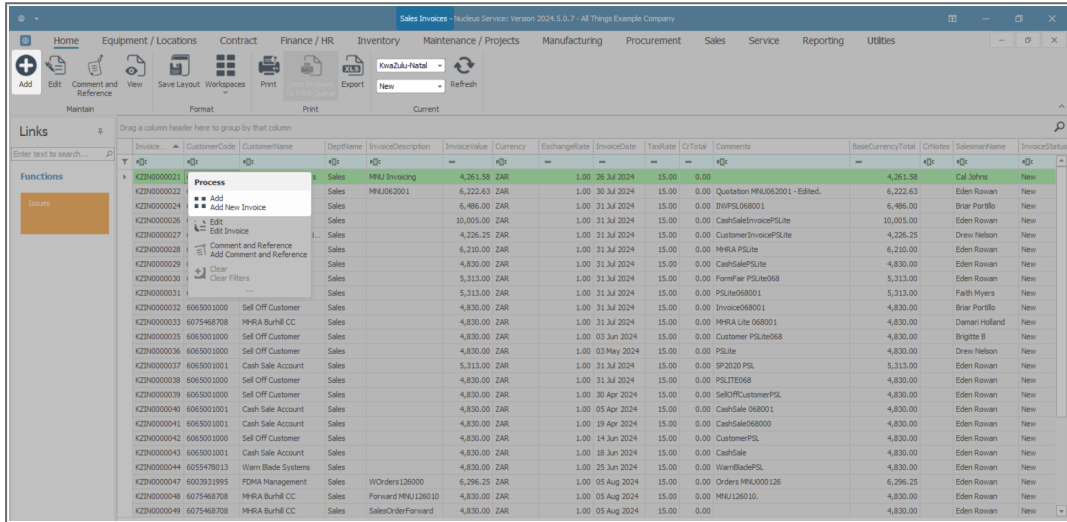 Sales Invoices - Nucleus Service: Version 2024.5.0.7 - All Things Example Company
Home Equipment / Locations Contract Finance / HR Inventory Maintenance / Projects Manufacturing Procurement Sales Service Reporting Utilities
Add Edit Comment and Reference View Save Layout Workspaces Print Export KwaZulu-Natal New Refresh
Maintain Format Print Current
Links
Drag a column header here to group by that column
Enter text to search...
Functions
Issues
Invoice... CustomerCode CustomerName DeptName InvoiceDescription InvoiceValue Currency ExchangeRate InvoiceDate TaxRate CrTotal Comments BaseCurrencyTotal CrNotes SalesmanName InvoiceStatus
KZIN0000021 Sales MNU Invoicing 4,261.58 ZAR 1.00 26 Jul 2024 15.00 0.00 4,261.58 Cal Johns New
KZIN0000022 Sales MNU062001 6,222.63 ZAR 1.00 30 Jul 2024 15.00 0.00 Quotation MNU062001 - Edited. 6,222.63 Eden Rowan New
KZIN0000024 Sales 6,486.00 ZAR 1.00 31 Jul 2024 15.00 0.00 INVPSL068001 6,486.00 Briar Portillo New
KZIN0000026 Sales 10,005.00 ZAR 1.00 31 Jul 2024 15.00 0.00 CashSaleInvoicePSLite 10,005.00 Eden Rowan New
KZIN0000027 Sales 4,226.25 ZAR 1.00 31 Jul 2024 15.00 0.00 CustomerInvoicePSLite 4,226.25 Drew Nelson New
KZIN0000028 Sales 6,210.00 ZAR 1.00 31 Jul 2024 15.00 0.00 MHRA PSLite 6,210.00 Eden Rowan New
KZIN0000029 Sales 4,830.00 ZAR 1.00 31 Jul 2024 15.00 0.00 CashSalePSLite 4,830.00 Eden Rowan New
KZIN0000030 Sales 5,313.00 ZAR 1.00 31 Jul 2024 15.00 0.00 FormFair PSLite068 5,313.00 Eden Rowan New
KZIN0000031 Sales 5,313.00 ZAR 1.00 31 Jul 2024 15.00 0.00 PSLite068001 5,313.00 Faith Myers New
Process
Add
Add New Invoice
Edit
Edit Invoice
Comment and Reference
Add Comment and Reference
Clear
Clear Filters
...
KZIN0000032 6065001000 Sell Off Customer Sales 4,830.00 ZAR 1.00 31 Jul 2024 15.00 0.00 Invoice068001 4,830.00 Briar Portillo New
KZIN0000033 6075468708 MHRA Burhill CC Sales 4,830.00 ZAR 1.00 31 Jul 2024 15.00 0.00 MHRA Lite 068001 4,830.00 Damari Holland New
KZIN0000035 6065001000 Sell Off Customer Sales 4,830.00 ZAR 1.00 03 Jun 2024 15.00 0.00 Customer PSLite068 4,830.00 Brigitte B New
KZIN0000036 6065001000 Sell Off Customer Sales 4,830.00 ZAR 1.00 03 May 2024 15.00 0.00 PSLite 4,830.00 Drew Nelson New
KZIN0000037 6065001001 Cash Sale Account Sales 5,313.00 ZAR 1.00 31 Jul 2024 15.00 0.00 SP2020 PSL 5,313.00 Eden Rowan New
KZIN0000038 6065001000 Sell Off Customer Sales 4,830.00 ZAR 1.00 31 Jul 2024 15.00 0.00 PSLITE068 4,830.00 Eden Rowan New
KZIN0000039 6065001000 Sell Off Customer Sales 4,830.00 ZAR 1.00 30 Apr 2024 15.00 0.00 SellOffCustomerPSL 4,830.00 Eden Rowan New
KZIN0000040 6065001001 Cash Sale Account Sales 4,830.00 ZAR 1.00 05 Apr 2024 15.00 0.00 CashSale 068001 4,830.00 Eden Rowan New
KZIN0000041 6065001001 Cash Sale Account Sales 4,830.00 ZAR 1.00 19 Apr 2024 15.00 0.00 CashSale068000 4,830.00 Eden Rowan New
KZIN0000042 6065001000 Sell Off Customer Sales 4,830.00 ZAR 1.00 14 Jun 2024 15.00 0.00 CustomerPSL 4,830.00 Eden Rowan New
KZIN0000043 6065001001 Cash Sale Account Sales 4,830.00 ZAR 1.00 18 Jun 2024 15.00 0.00 CashSale 4,830.00 Eden Rowan New
KZIN0000044 6055478013 Warn Blade Systems Sales 4,830.00 ZAR 1.00 25 Jun 2024 15.00 0.00 WarnBladePSL 4,830.00 Eden Rowan New
KZIN0000047 6003931995 FDMA Management Sales WOrders126000 6,296.25 ZAR 1.00 05 Aug 2024 15.00 0.00 Orders MNU000126 6,296.25 Eden Rowan New
KZIN0000048 6075468708 MHRA Burhill CC Sales Forward MNU126010 4,830.00 ZAR 1.00 05 Aug 2024 15.00 0.00 MNU126010. 4,830.00 Eden Rowan New
KZIN0000049 6075468708 MHRA Burhill CC Sales SalesOrderForward 4,830.00 ZAR 1.00 05 Aug 2024 15.00 0.00 4,830.00 Eden Rowan New